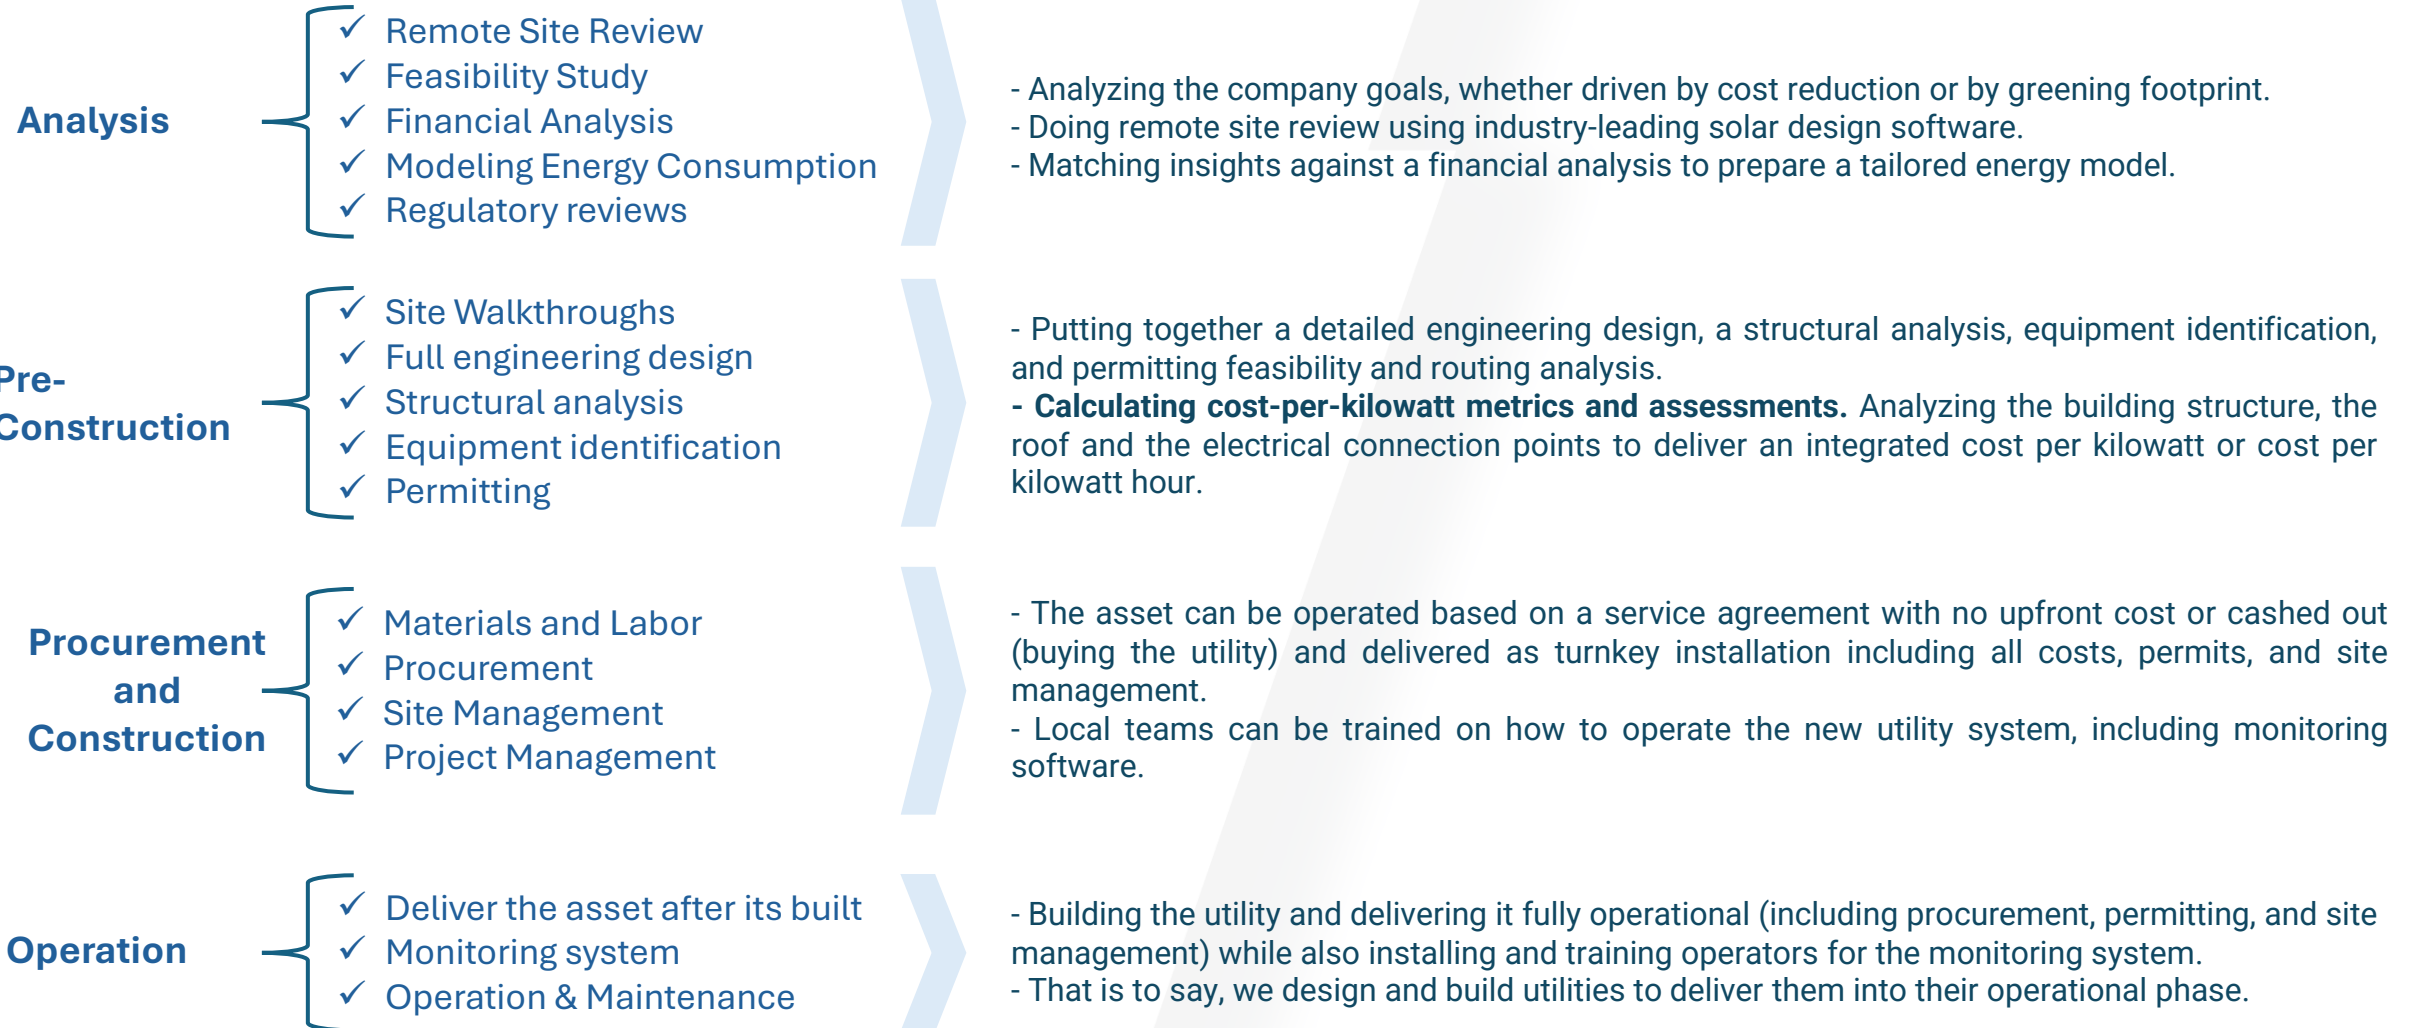 Analysis
✓ Remote Site Review
✓ Feasibility Study
✓ Financial Analysis
✓ Modeling Energy Consumption
✓ Regulatory reviews
- Analyzing the company goals, whether driven by cost reduction or by greening footprint.
- Doing remote site review using industry-leading solar design software.
- Matching insights against a financial analysis to prepare a tailored energy model.
Pre-
Construction
✓ Site Walkthroughs
✓ Full engineering design
✓ Structural analysis
✓ Equipment identification
✓ Permitting
- Putting together a detailed engineering design, a structural analysis, equipment identification,
and permitting feasibility and routing analysis.
- Calculating cost-per-kilowatt metrics and assessments. Analyzing the building structure, the
roof and the electrical connection points to deliver an integrated cost per kilowatt or cost per
kilowatt hour.
Procurement
and
Construction
✓ Materials and Labor
✓ Procurement
✓ Site Management
✓ Project Management
- The asset can be operated based on a service agreement with no upfront cost or cashed out
(buying the utility) and delivered as turnkey installation including all costs, permits, and site
management.
- Local teams can be trained on how to operate the new utility system, including monitoring
software.
Operation
✓ Deliver the asset after its built
✓ Monitoring system
✓ Operation & Maintenance
- Building the utility and delivering it fully operational (including procurement, permitting, and site
management) while also installing and training operators for the monitoring system.
- That is to say, we design and build utilities to deliver them into their operational phase.